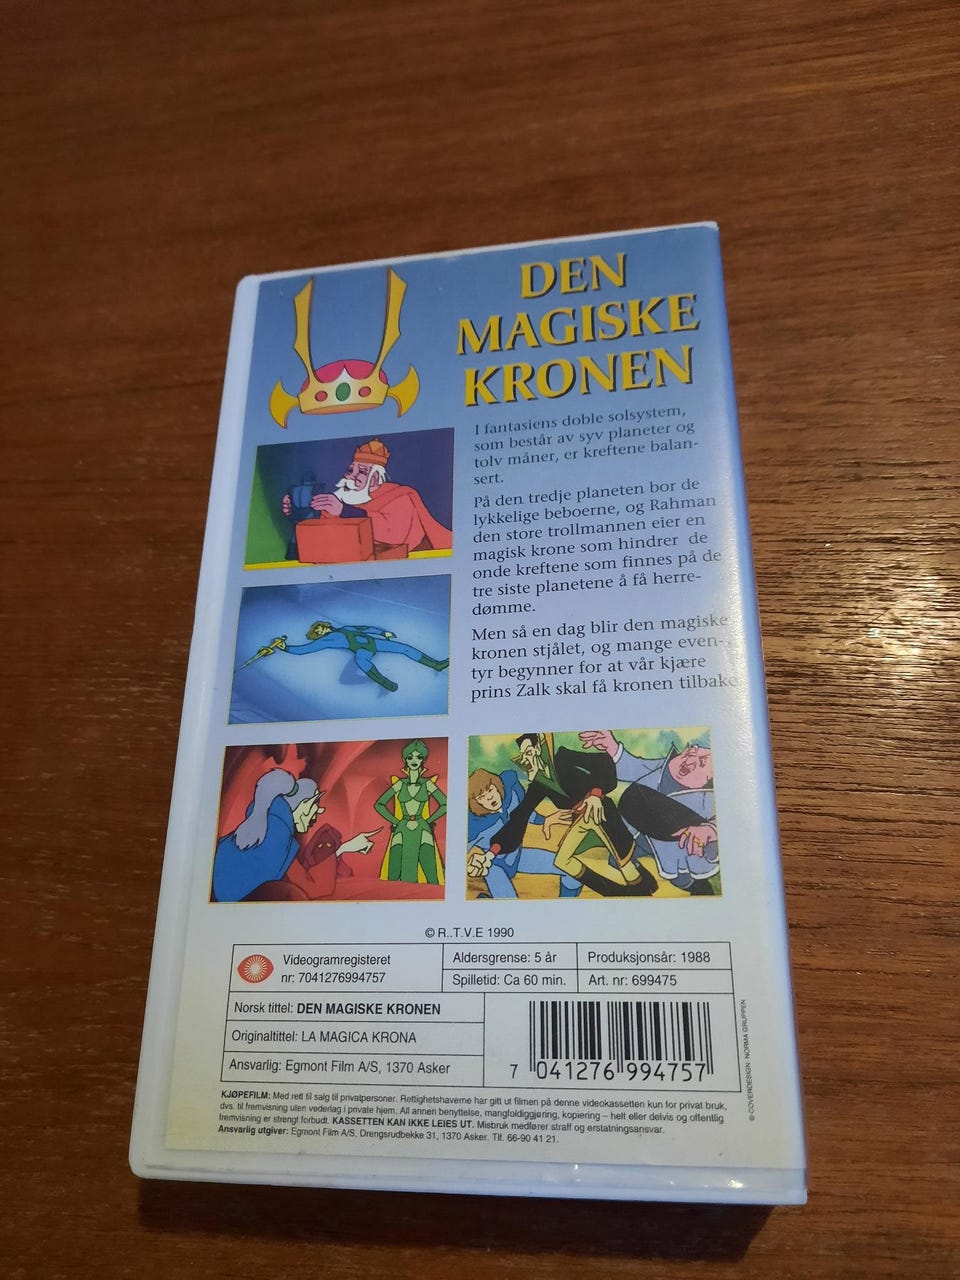 DEN
MAGISKE
KRONEN
I fantasiens doble solsystem,
som består av syv planeter og
tolv måner, er kreftene balan-
sert.
På den tredje planeten bor de
lykkelige beboerne, og Rahman
den store trollmannen eier en
magisk krone som hindrer de
onde kreftene som finnes på de
tre siste planetene å få herre-
dømme.
Men så en dag blir den magiske
kronen stjålet, og mange even-
tyr begynner for at vår kjære
prins Zalk skal få kronen tilbake
© R..T.V.E 1990
Videogramregisteret
nr: 7041276994757
Aldersgrense: 5 år
Produksjonsår: 1988
Spilletid: Ca 60 min.
Art. nr: 699475
Norsk tittel: DEN MAGISKE KRONEN
Originaltittel: LA MAGICA KRONA
Ansvarlig: Egmont Film A/S, 1370 Asker
7 041276 994757
© COVERDESIGN: NORMA GRUPPEN
KJØPEFILM: Med rett til salg til privatpersoner. Rettighetshaverne har gitt ut filmen på denne videokassetten kun for privat bruk,
dvs. til fremvisning uten vederlag i private hjem. All annen benyttelse, mangfoldiggjøring, kopiering – helt eller delvis og offentlig
fremvisning er strengt forbudt. KASSETTEN KAN IKKE LEIES UT. Misbruk medfører straff og erstatningsansvar.
Ansvarlig utgiver: Egmont Film A/S, Drengsrudbekke 31, 1370 Asker. Tlf. 66-90 41 21.